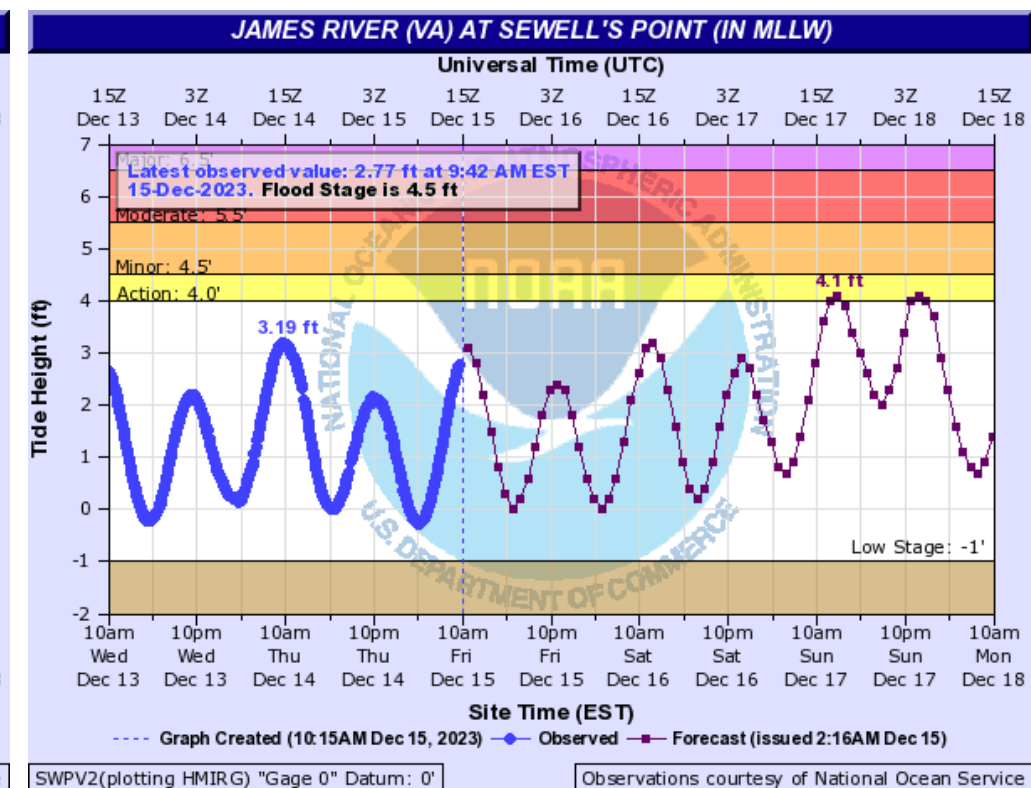 JAMES RIVER (VA) AT SEWELL'S POINT (IN MLLW)
Universal Time (UTC)
15Z 3Z 15Z 3Z 15Z 3Z 15Z 3Z 15Z 3Z 15Z
Dec 13 Dec 14 Dec 14 Dec 15 Dec 15 Dec 16 Dec 16 Dec 17 Dec 17 Dec 18 Dec 18
7
Major: 6.5'
Latest observed value: 2.77 ft at 9:42 AM EST
15-Dec-2023. Flood Stage is 4.5 ft
6
Moderate: 5.5'
5
Minor: 4.5'
4.1 ft
Action: 4.0'
4
3.19 ft
3
2
1
0
Low Stage: -1'
-1
-2
Tide Height (ft)
NATIONAL OCEANIC AND ATMOSPHERIC ADMINISTRATION
NOAA
U.S. DEPARTMENT OF COMMERCE
10am 10pm 10am 10pm 10am 10pm 10am 10pm 10am 10pm 10am
Wed Wed Thu Thu Fri Fri Sat Sat Sun Sun Mon
Dec 13 Dec 13 Dec 14 Dec 14 Dec 15 Dec 15 Dec 16 Dec 16 Dec 17 Dec 17 Dec 18
Site Time (EST)
Graph Created (10:15AM Dec 15, 2023) Observed Forecast (issued 2:16AM Dec 15)
SWPV2(plotting HMIRG) "Gage 0" Datum: 0' Observations courtesy of National Ocean Service